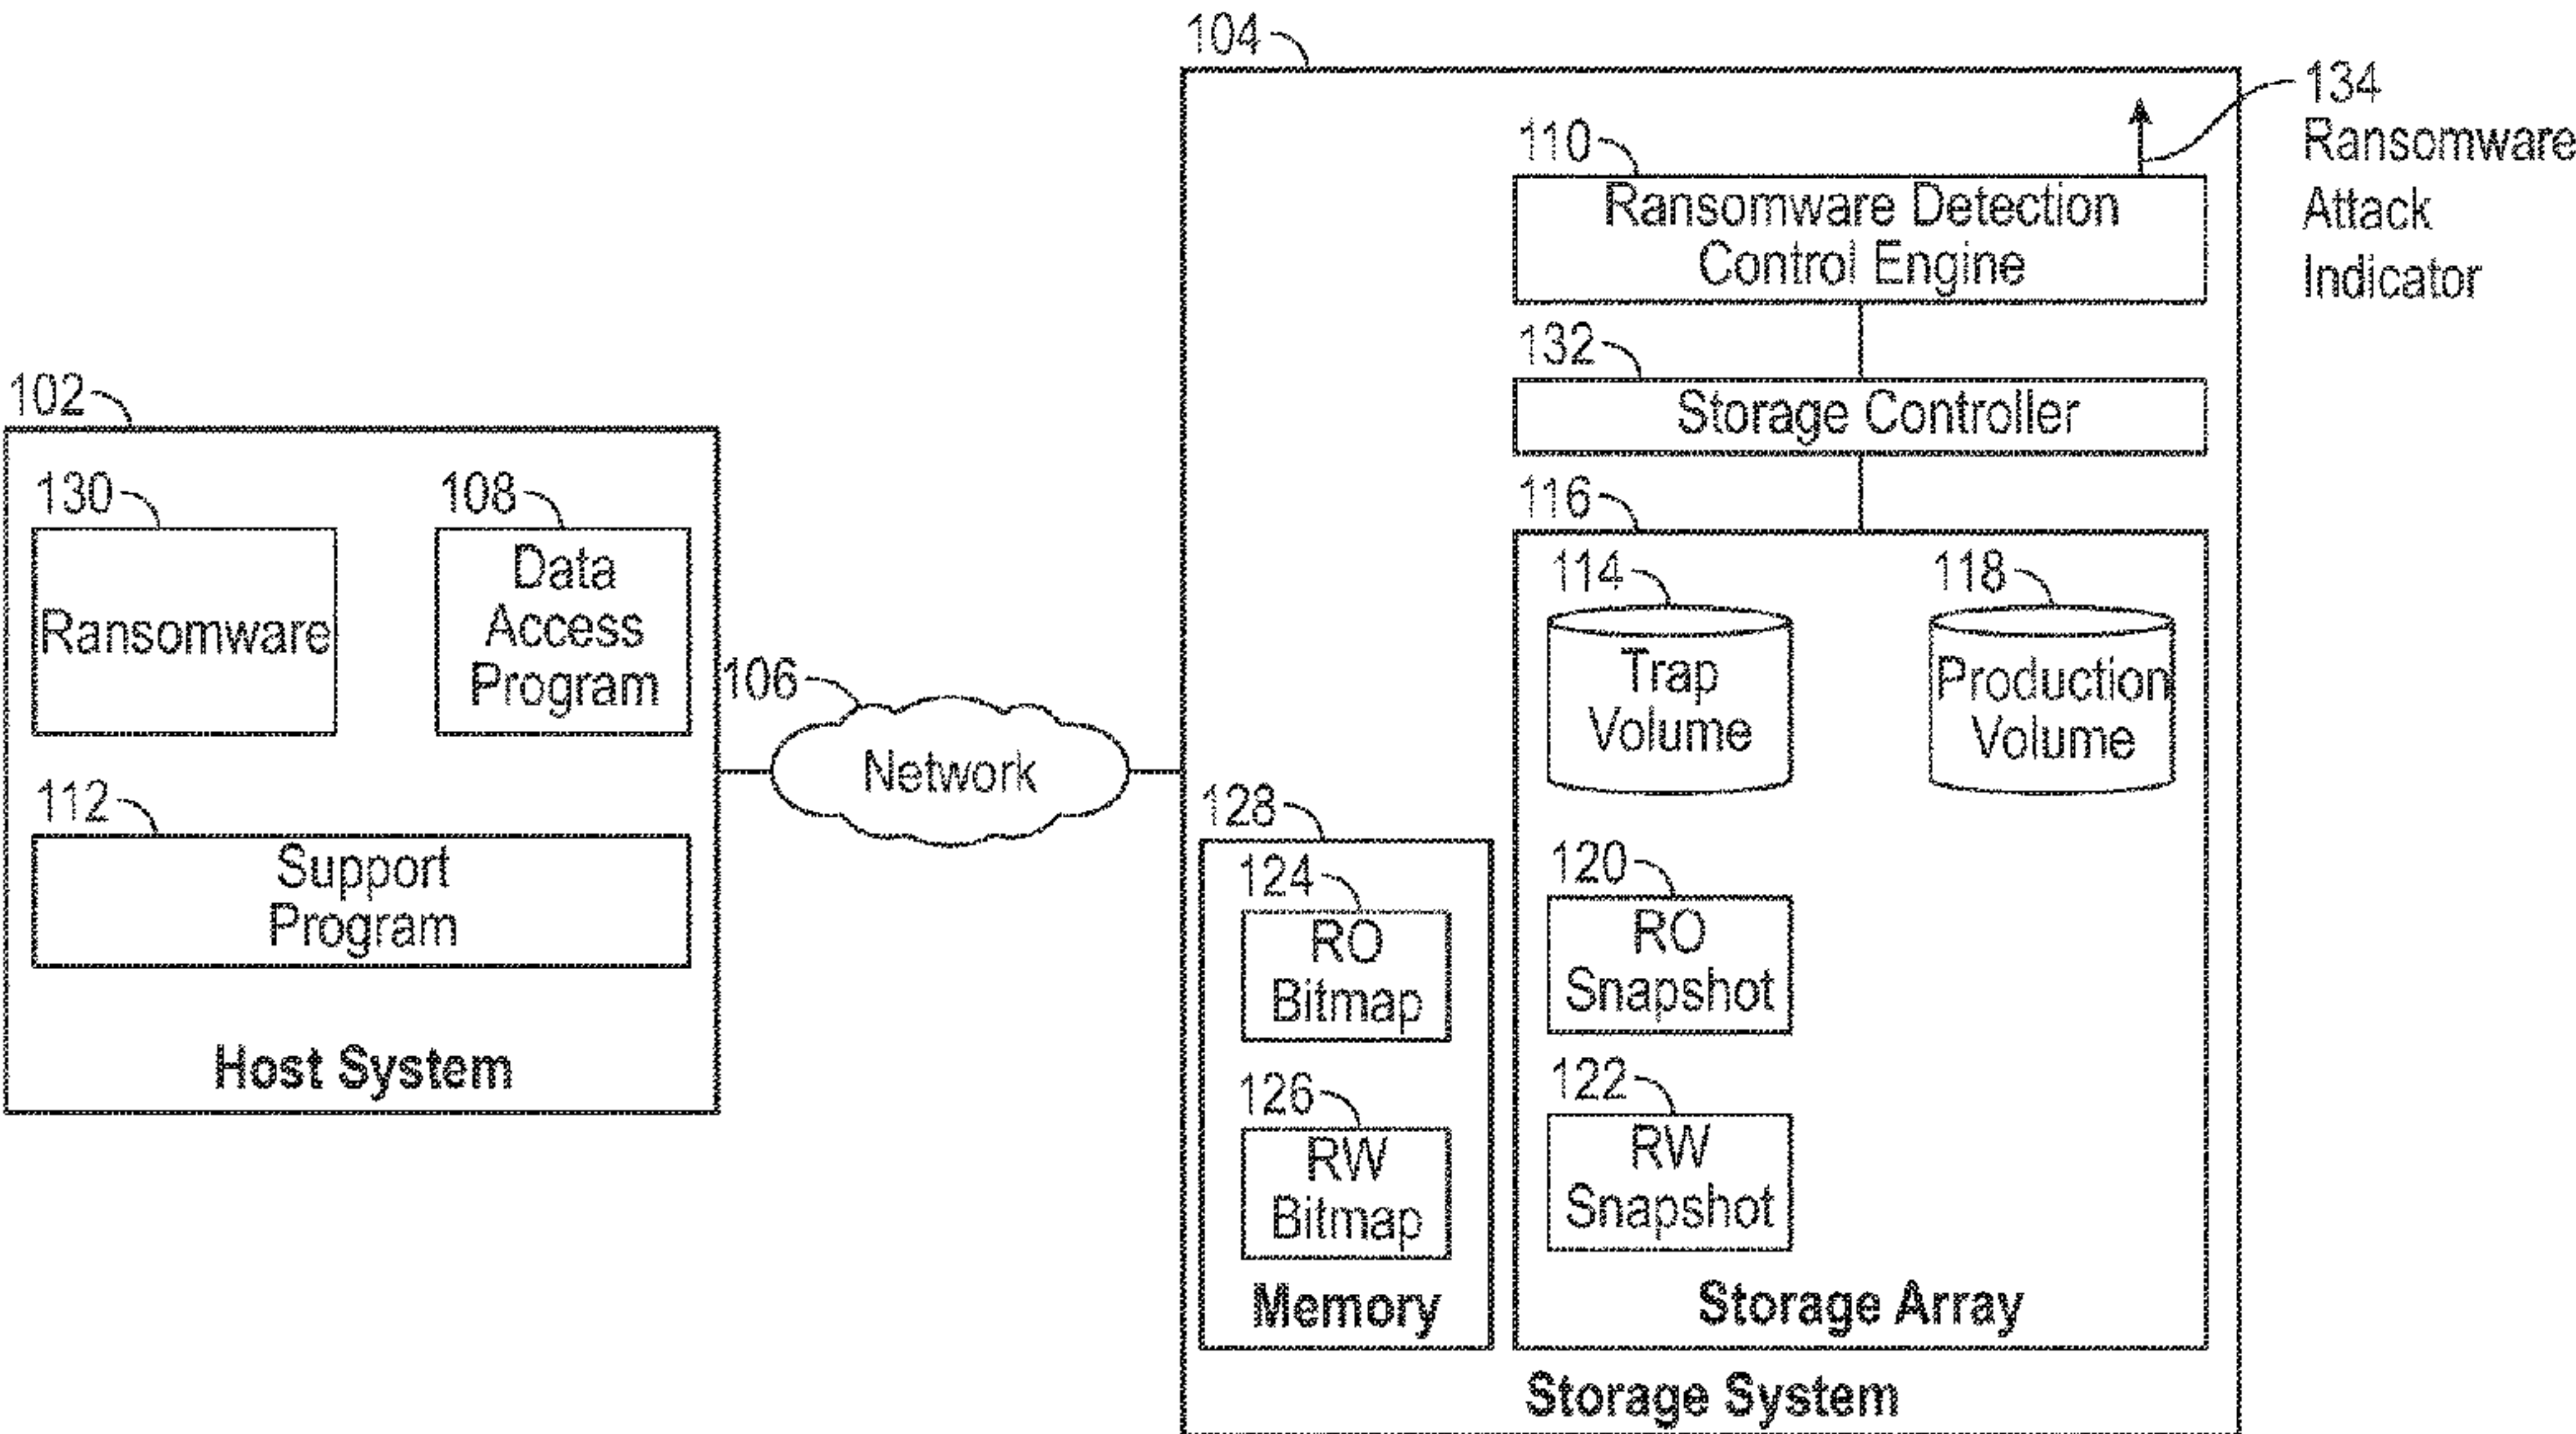 104
134
Ransomware
Attack
Indicator
110
Ransomware Detection
Control Engine
132
Storage Controller
102
130
Ransomware
108
Data
Access
Program
112
Support
Program
Host System
106
Network
116
114
Trap
Volume
118
Production
Volume
128
124
RO
Bitmap
126
RW
Bitmap
Memory
120
RO
Snapshot
122
RW
Snapshot
Storage Array
Storage System